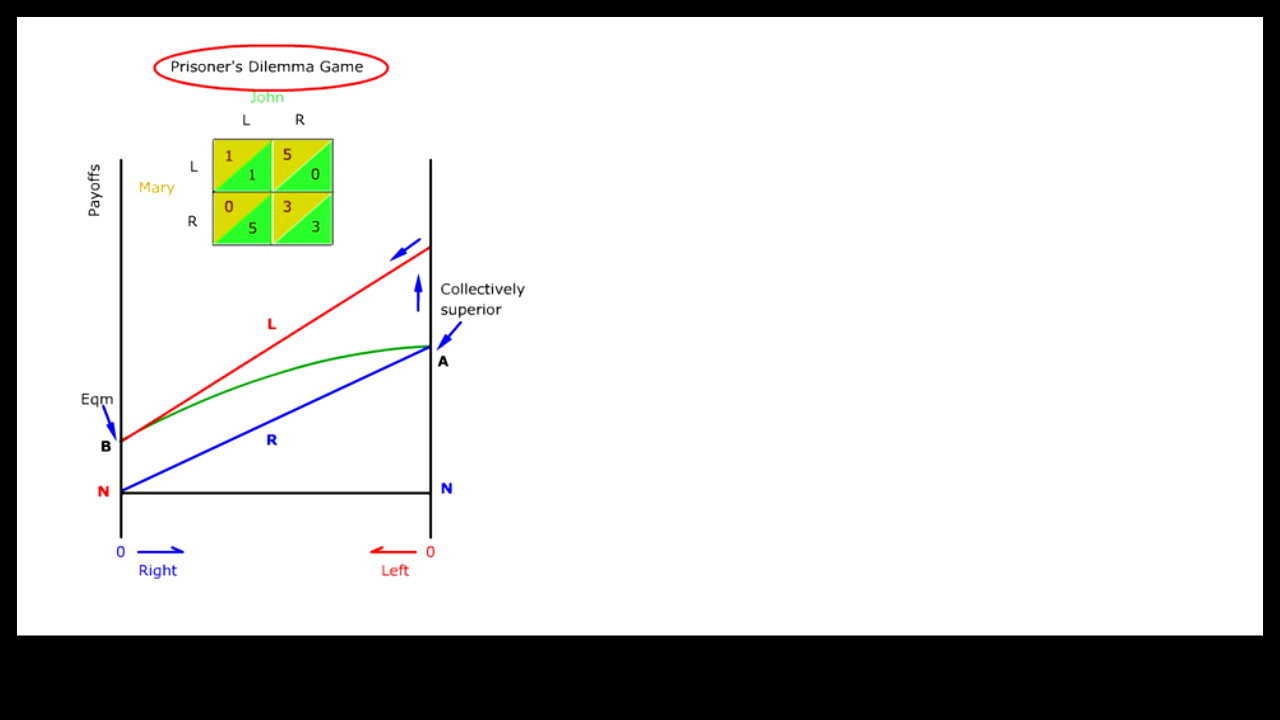 Prisoner's Dilemma Game
John
L R
Payoffs
L 1 5
1 0
Mary
R 0 3
5 3
Collectively
superior
L
A
Eqm
R
B
N N
0 0
Right Left